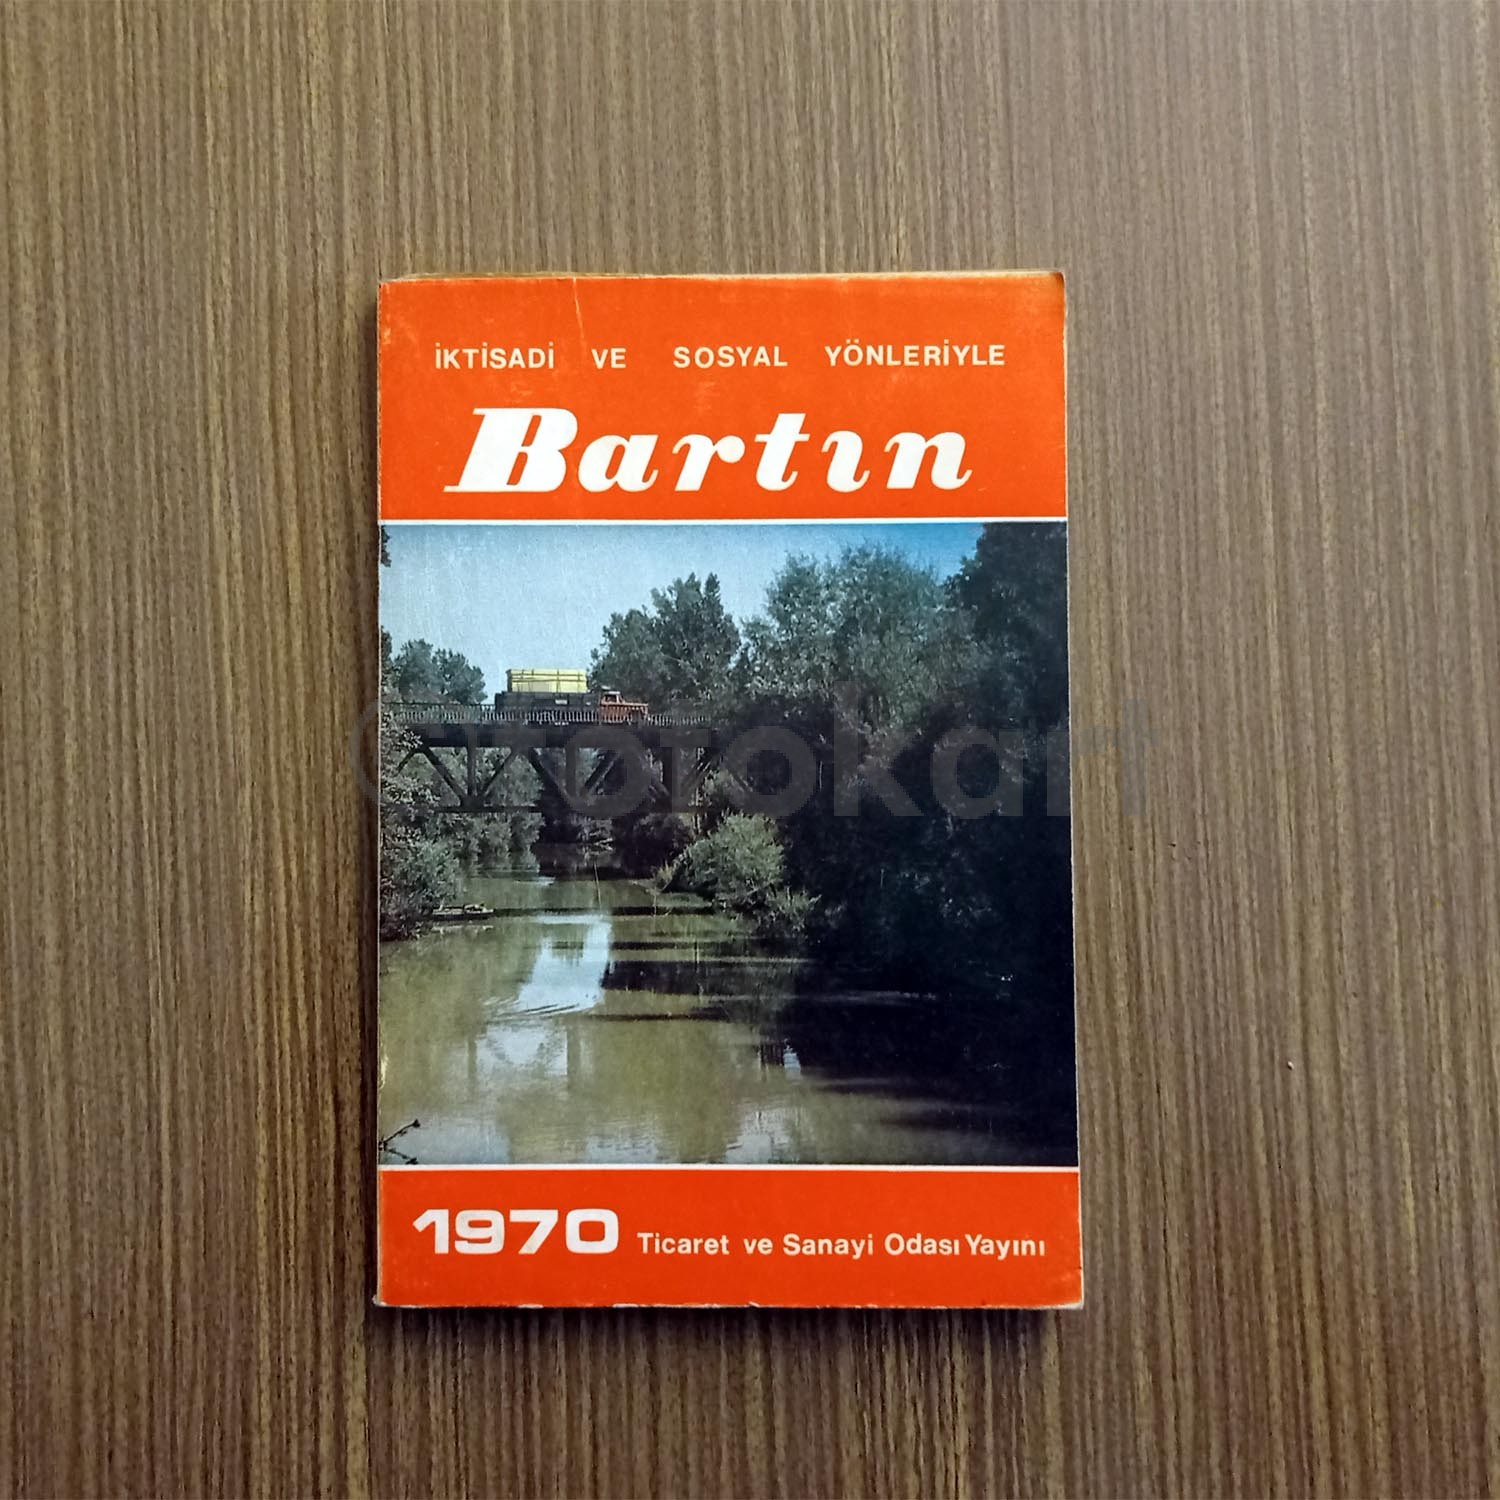 İKTİSADİ VE SOSYAL YÖNLERİYLE
Bartın
1970 Ticaret ve Sanayi Odası Yayını